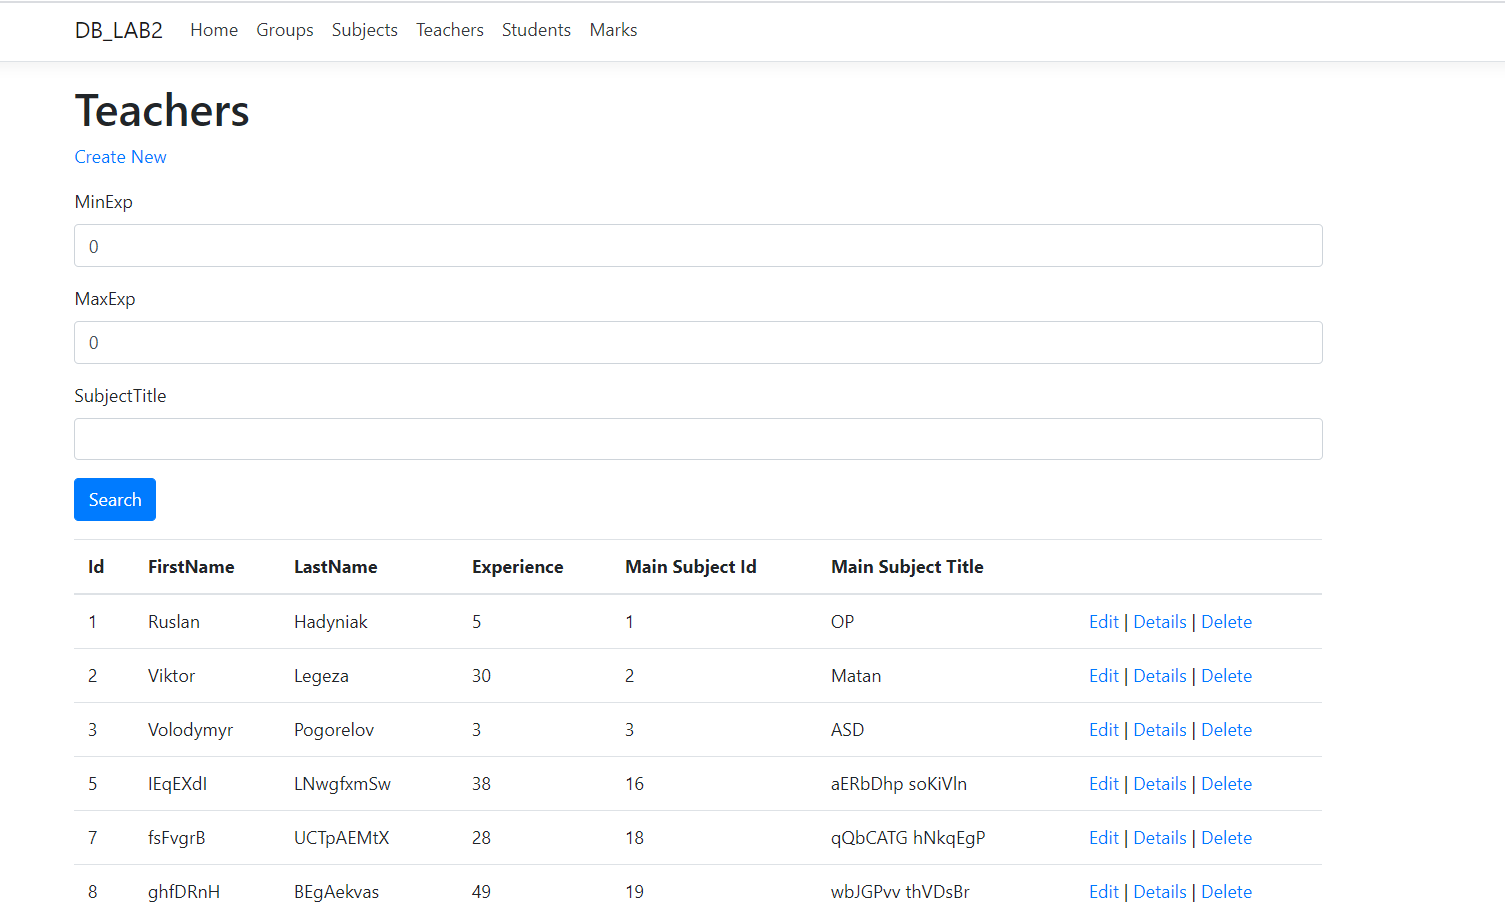 DB_LAB2 Home Groups Subjects Teachers Students Marks
Teachers
Create New
MinExp
0
MaxExp
0
SubjectTitle
Search
Id FirstName LastName Experience Main Subject Id Main Subject Title
1 Ruslan Hadyniak 5 1 OP Edit | Details | Delete
2 Viktor Legeza 30 2 Matan Edit | Details | Delete
3 Volodymyr Pogorelov 3 3 ASD Edit | Details | Delete
5 IEqEXdI LNwgfxmSw 38 16 aERbDhp soKiVln Edit | Details | Delete
7 fsFvgrB UCTpAEMtX 28 18 qQbCATG hNkqEgP Edit | Details | Delete
8 ghfDRnH BEgAekvas 49 19 wbJGPvv thVDsBr Edit | Details | Delete